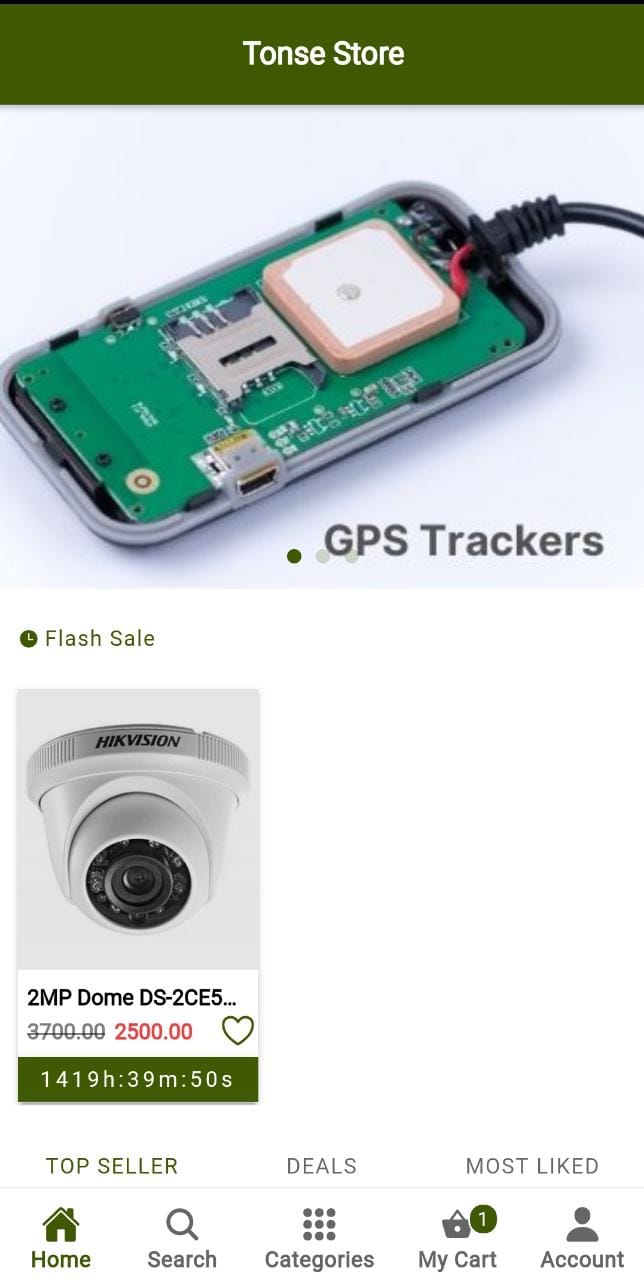 Tonse Store
GPS Trackers
Flash Sale
HIKVISION
2MP Dome DS-2CE5...
3700.00 2500.00
1419h:39m:50s
TOP SELLER DEALS MOST LIKED
1
Home Search Categories My Cart Account